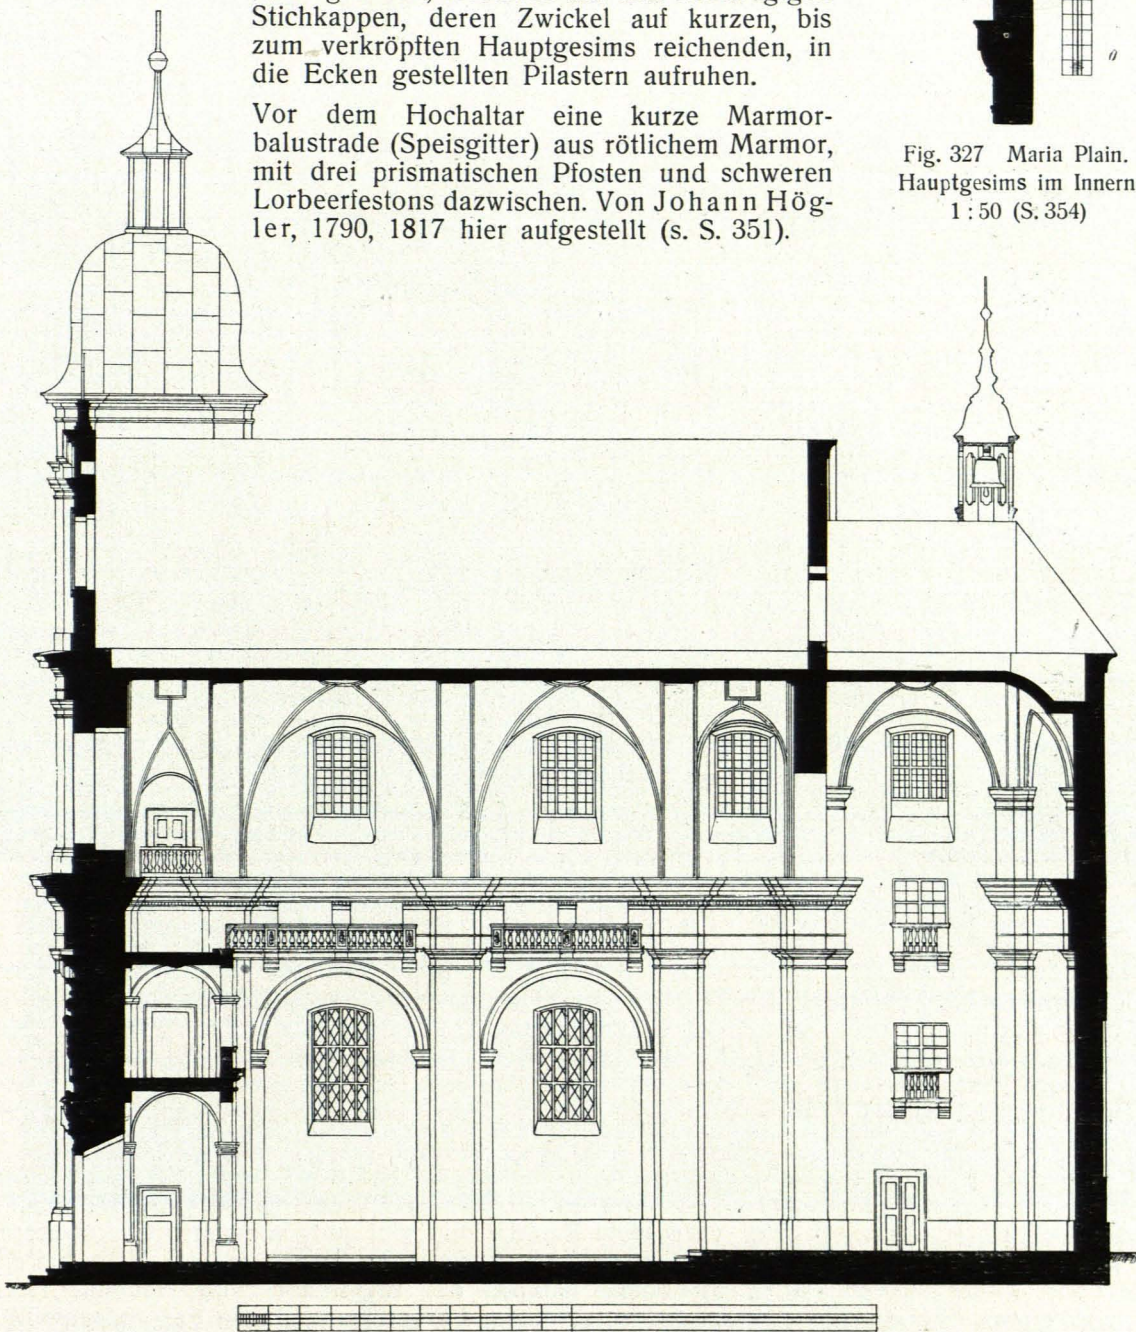 Stichkappen, deren Zwickel auf kurzen, bis
zum verkröpften Hauptgesims reichenden, in
die Ecken gestellten Pilastern aufruhen.
Vor dem Hochaltar eine kurze Marmor-
balustrade (Speisgitter) aus rötlichem Marmor,
mit drei prismatischen Pfosten und schweren
Lorbeerfestons dazwischen. Von Johann Hög-
ler, 1790, 1817 hier aufgestellt (s. S. 351).
Fig. 327 Maria Plain.
Hauptgesims im Innern
1 : 50 (S. 354)